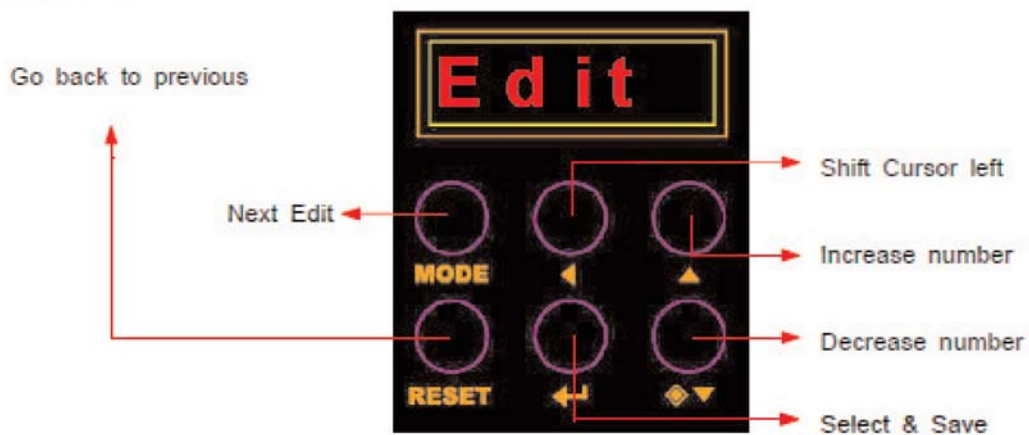 Edit
Go back to previous
Shift Cursor left
Next Edit
Increase number
MODE
Decrease number
RESET
Select & Save